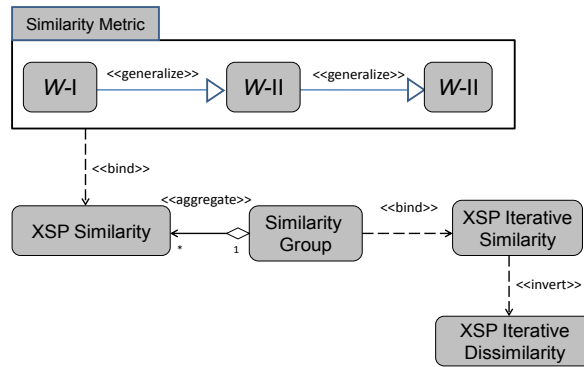 Similarity Metric
<<generalize>>
<<generalize>>
W-I
W-II
W-II
<<bind>>
<<aggregate>>
<<bind>>
XSP Similarity
*
1
Similarity
Group
XSP Iterative
Similarity
<<invert>>
XSP Iterative
Dissimilarity